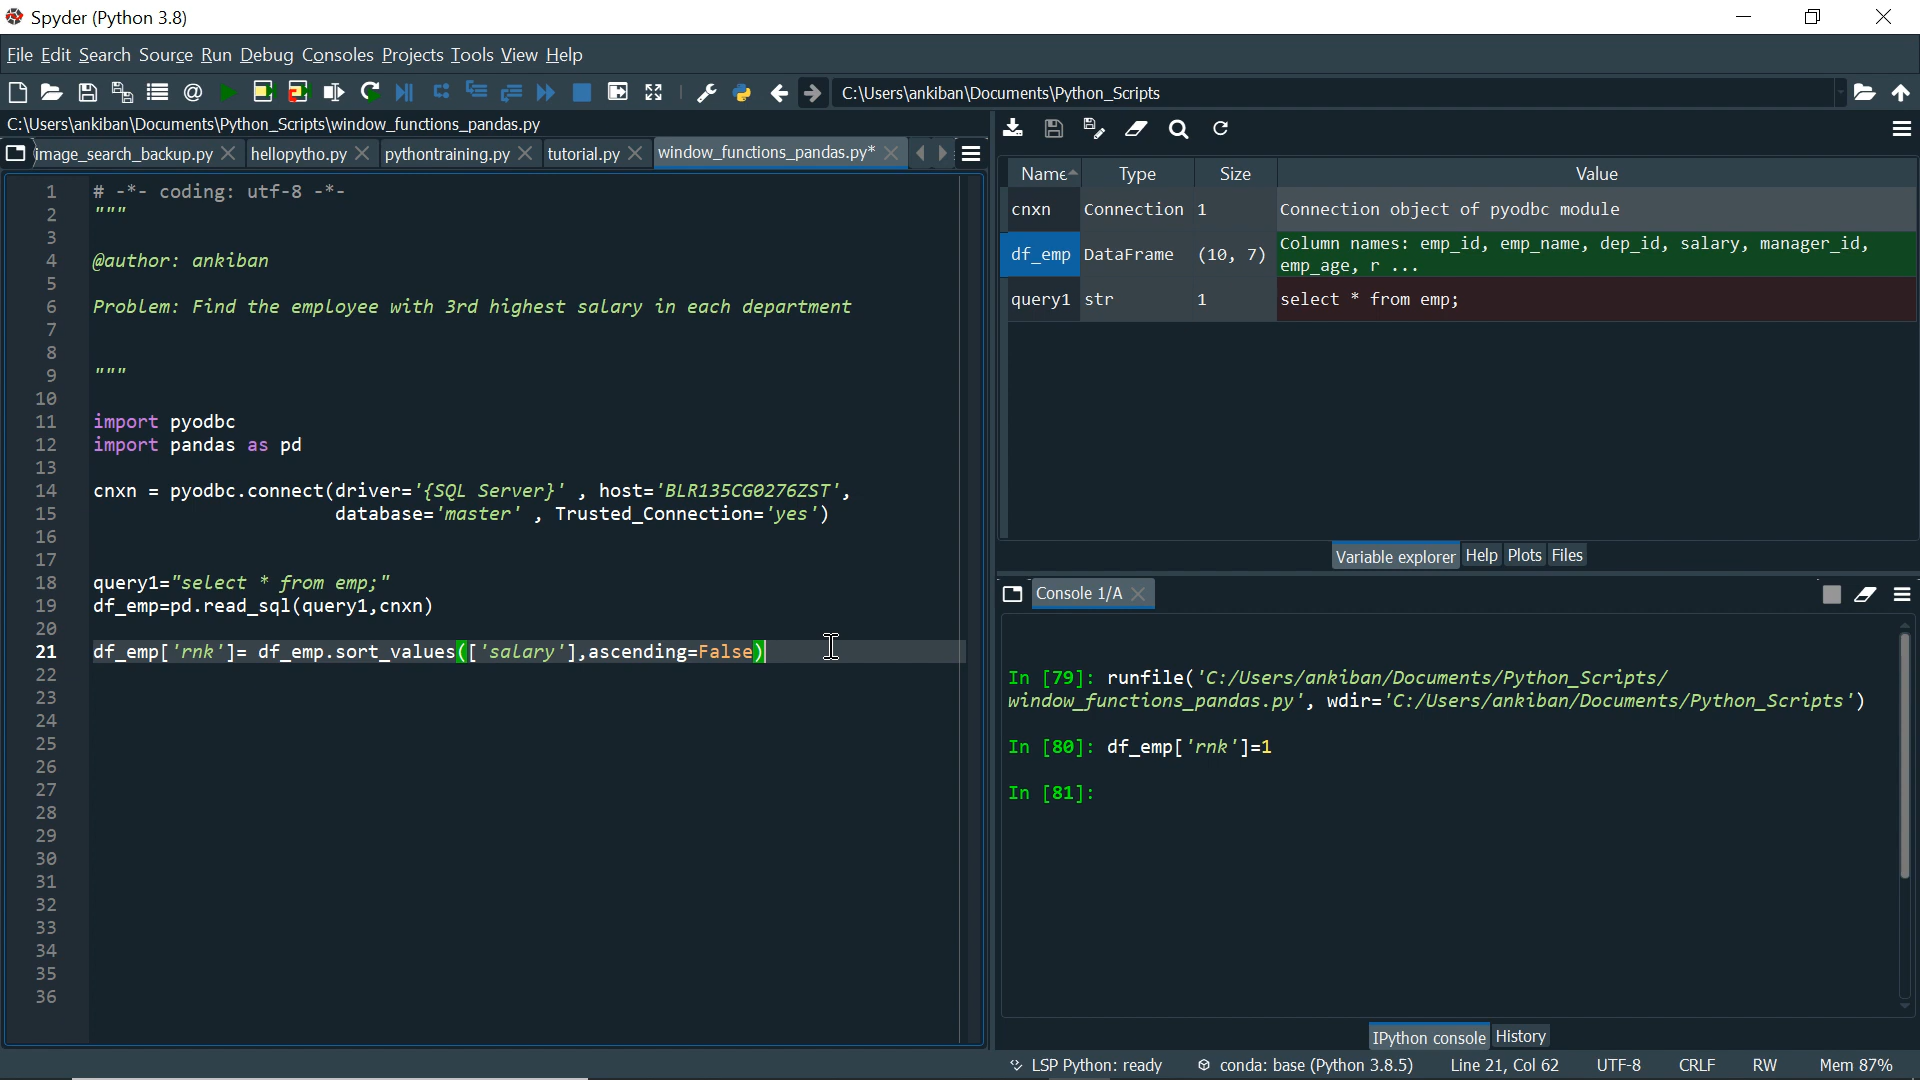 Spyder (Python 3.8)
File Edit Search Source Run Debug Consoles Projects Tools View Help
C:\Users\ankiban\Documents\Python_Scripts
C:\Users\ankiban\Documents\Python_Scripts\window_functions_pandas.py
image_search_backup.py hellopytho.py pythontraining.py tutorial.py window_functions_pandas.py*
1 # -*- coding: utf-8 -*-
2 """
3
4 @author: ankiban
5
6 Problem: Find the employee with 3rd highest salary in each department
7
8
9 """
10
11 import pyodbc
12 import pandas as pd
13
14 cnxn = pyodbc.connect(driver='{SQL Server}' , host='BLR135CG0276ZST',
15 database='master' , Trusted_Connection='yes')
16
17
18 query1="select * from emp;"
19 df_emp=pd.read_sql(query1,cnxn)
20
21 df_emp['rnk']= df_emp.sort_values(['salary'],ascending=False)
22
23
24
25
26
27
28
29
30
31
32
33
34
35
36
Name Type Size Value
cnxn Connection 1 Connection object of pyodbc module
df_emp DataFrame (10, 7) Column names: emp_id, emp_name, dep_id, salary, manager_id,
emp_age, r ...
query1 str 1 select * from emp;
Variable explorer Help Plots Files
Console 1/A
In [79]: runfile('C:/Users/ankiban/Documents/Python_Scripts/
window_functions_pandas.py', wdir='C:/Users/ankiban/Documents/Python_Scripts')
In [80]: df_emp['rnk']=1
In [81]:
IPython console History
LSP Python: ready conda: base (Python 3.8.5) Line 21, Col 62 UTF-8 CRLF RW Mem 87%